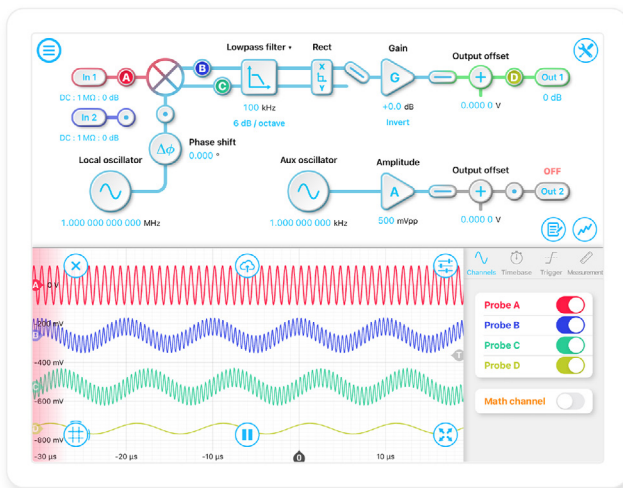 Lowpass filter ▾
Rect
Gain
Output offset
In 1
A
B
C
X
Y
G
D
Out 1
DC : 1 MΩ : 0 dB
100 kHz
+0.0 dB
0.000 0 V
0 dB
6 dB / octave
Invert
In 2
DC : 1 MΩ : 0 dB
Δϕ
Phase shift
0.000 °
Local oscillator
Aux oscillator
Amplitude
Output offset
OFF
A
Out 2
1.000 000 000 000 MHz
1.000 000 000 000 kHz
500 mVpp
0.000 0 V
Channels
Timebase
Trigger
Measurement
A
0 V
Probe A
Probe B
Probe C
Probe D
Math channel
-200 mV
B
T
-400 mV
C
-600 mV
-800 mV
-30 µs
-20 µs
-10 µs
0
10 µs